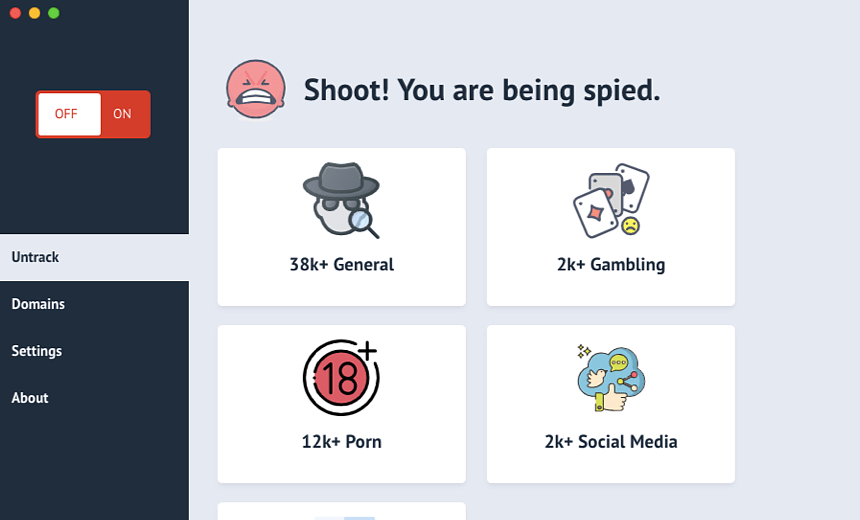 OFF ON
Untrack
Domains
Settings
About
Shoot! You are being spied.
38k+ General
2k+ Gambling
18+
12k+ Porn
2k+ Social Media